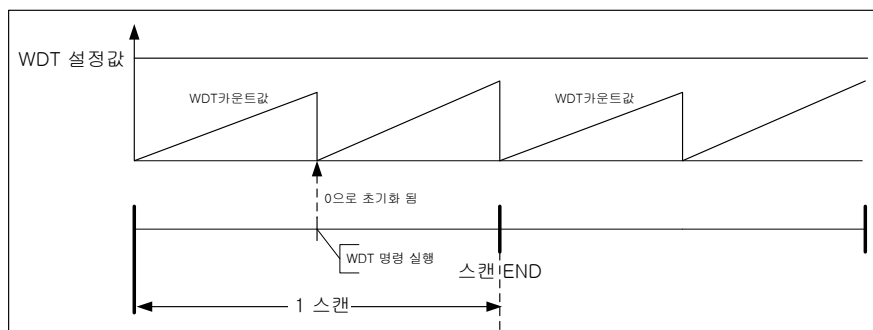 WDT 설정값
WDT카운트값
WDT카운트값
0으로 초기화 됨
WDT 명령 실행
스캔 END
1 스캔